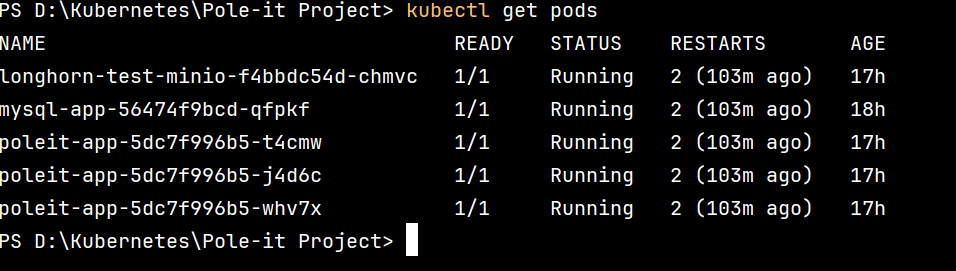 PS D:\Kubernetes\Pole-it Project> kubectl get pods
NAME READY STATUS RESTARTS AGE
longhorn-test-minio-f4bbdc54d-chmvc 1/1 Running 2 (103m ago) 17h
mysql-app-56474f9bcd-qfpkf 1/1 Running 2 (103m ago) 18h
poleit-app-5dc7f996b5-t4cmw 1/1 Running 2 (103m ago) 17h
poleit-app-5dc7f996b5-j4d6c 1/1 Running 2 (103m ago) 17h
poleit-app-5dc7f996b5-whv7x 1/1 Running 2 (103m ago) 17h
PS D:\Kubernetes\Pole-it Project>